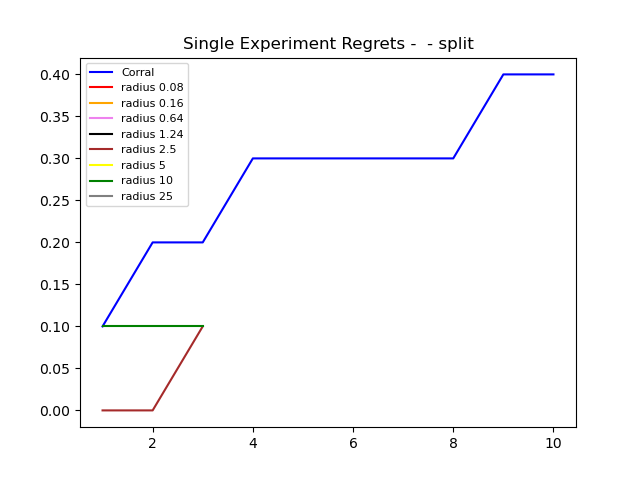 Single Experiment Regrets -  - split
Corral
radius 0.08
radius 0.16
radius 0.64
radius 1.24
radius 2.5
radius 5
radius 10
radius 25
0.40
0.35
0.30
0.25
0.20
0.15
0.10
0.05
0.00
2 4 6 8 10